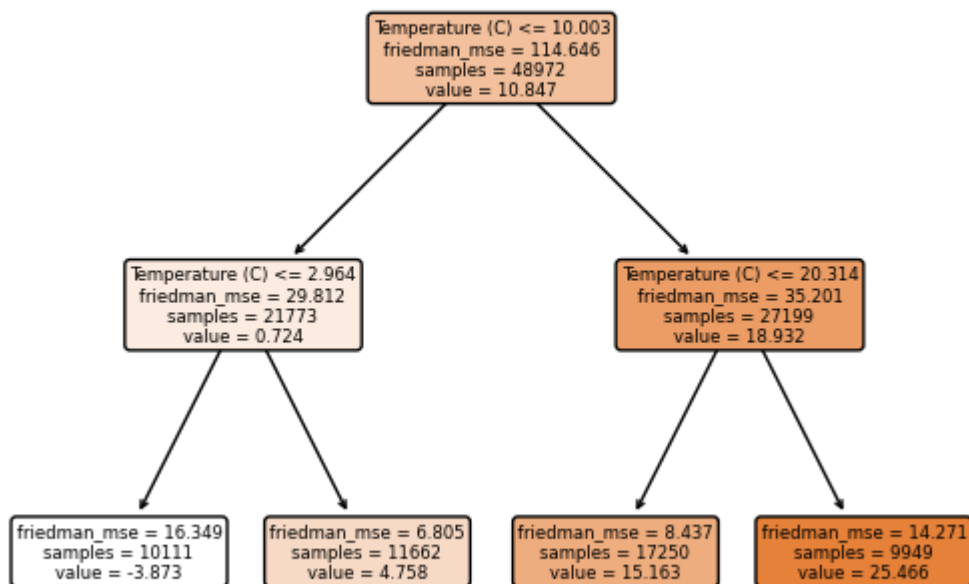 Temperature (C) <= 10.003
friedman_mse = 114.646
samples = 48972
value = 10.847
Temperature (C) <= 2.964
friedman_mse = 29.812
samples = 21773
value = 0.724
Temperature (C) <= 20.314
friedman_mse = 35.201
samples = 27199
value = 18.932
friedman_mse = 16.349
samples = 10111
value = -3.873
friedman_mse = 6.805
samples = 11662
value = 4.758
friedman_mse = 8.437
samples = 17250
value = 15.163
friedman_mse = 14.271
samples = 9949
value = 25.466